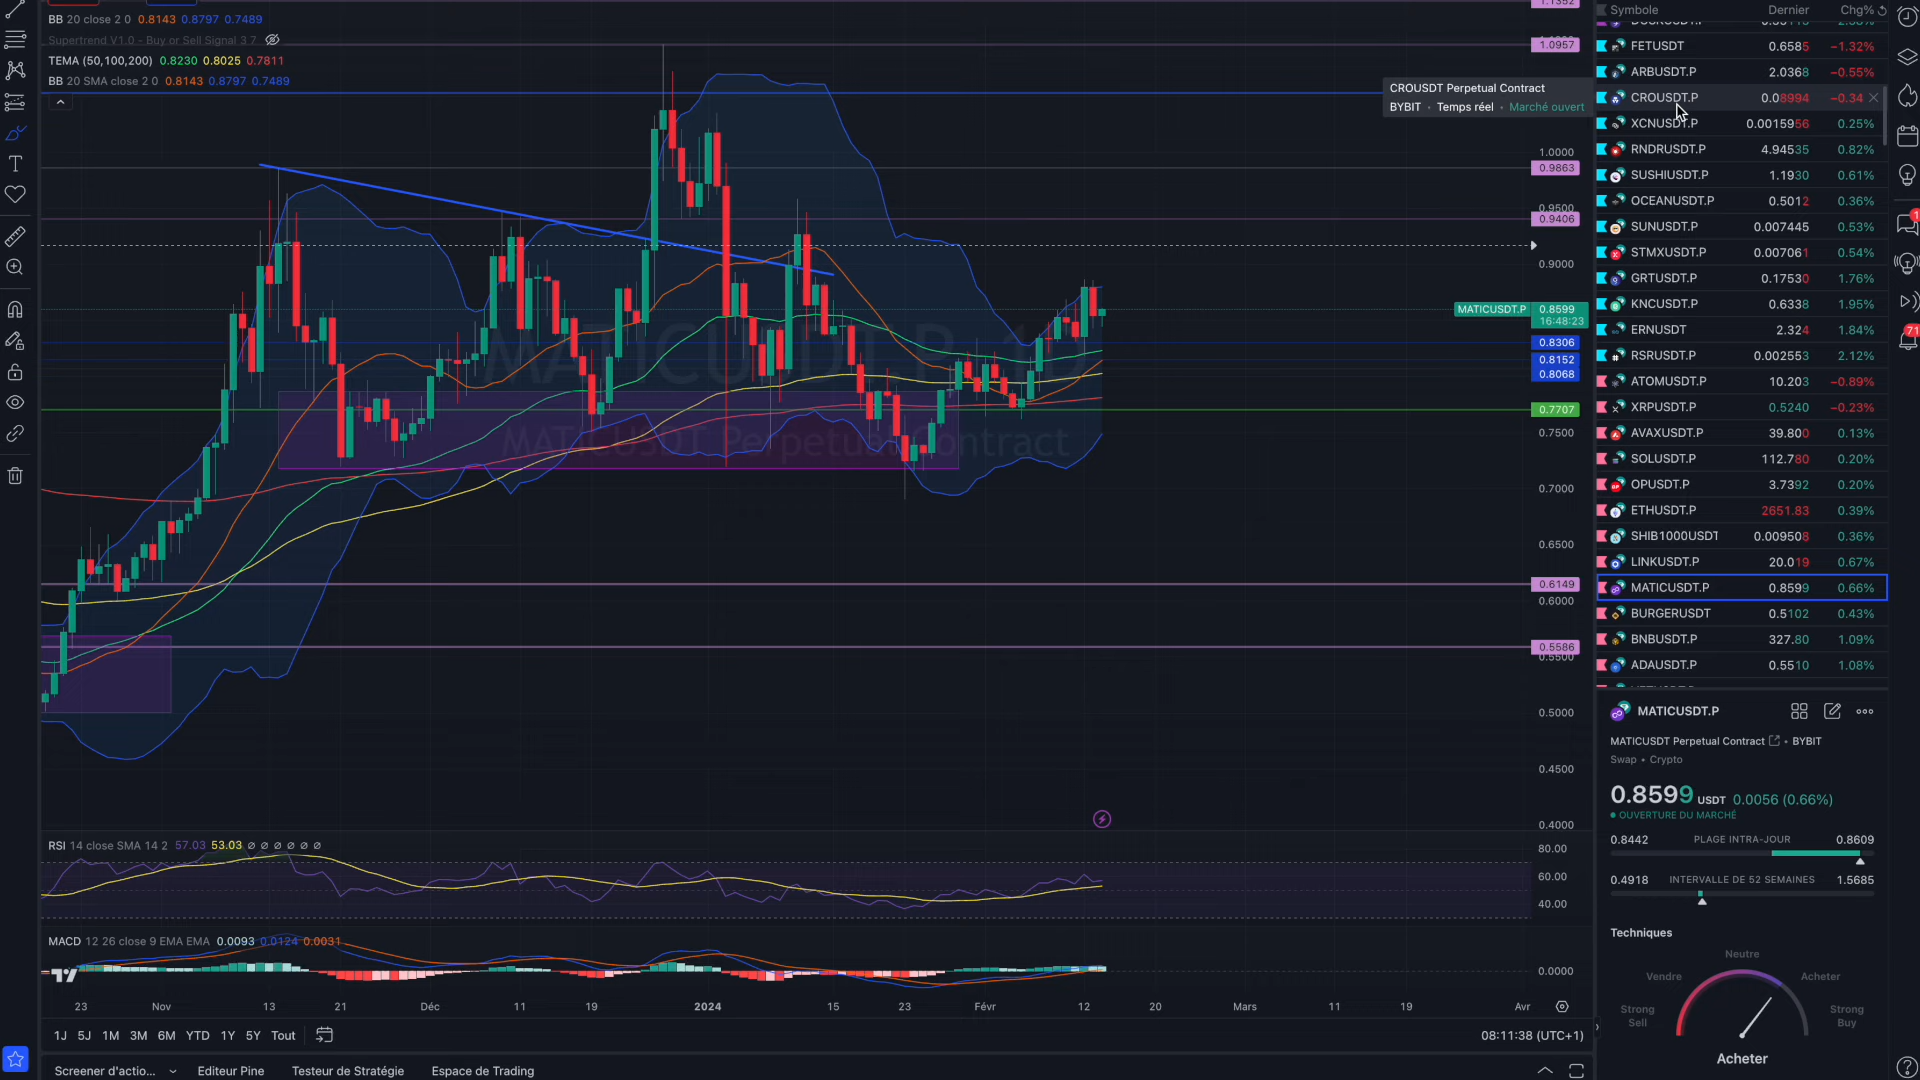 BB 20 close 2 0 0.8143 0.8797 0.7489
Supertrend V1.0 - Buy or Sell Signal 3 7
TEMA (50,100,200) 0.8230 0.8025 0.7811
BB 20 SMA close 2 0 0.8143 0.8797 0.7489
1.1352
1.0957
1.0000
0.9863
0.9500
0.9406
0.9000
MATICUSDT.P 0.8599
16:48:23
0.8306
0.8152
0.8068
0.7707
0.7500
0.7000
0.6500
0.6149
0.6000
0.5586
0.5500
0.5000
0.4500
0.4000
MATICUSDT Perpetual Contract
CROUSDT Perpetual Contract
BYBIT • Temps réel • Marché ouvert
RSI 14 close SMA 14 2 57.03 53.03 ∅ ∅ ∅ ∅ ∅ ∅
80.00
60.00
40.00
MACD 12 26 close 9 EMA EMA 0.0093 0.0124 0.0031
0.0000
23 Nov 13 21 Déc 11 19 2024 15 23 Févr 12 20 Mars 11 19 Avr
1J 5J 1M 3M 6M YTD 1Y 5Y Tout
08:11:38 (UTC+1)
Screener d'actio... Editeur Pine Testeur de Stratégie Espace de Trading
Symbole Dernier Chg%
FETUSDT 0.6585 −1.32%
ARBUSDT.P 2.0368 −0.55%
CROUSDT.P 0.08994 −0.34
XCNUSDT.P 0.0015956 0.25%
RNDRUSDT.P 4.94535 0.82%
SUSHIUSDT.P 1.1930 0.61%
OCEANUSDT.P 0.5012 0.36%
SUNUSDT.P 0.007445 0.53%
STMXUSDT.P 0.007061 0.54%
GRTUSDT.P 0.17530 1.76%
KNCUSDT.P 0.6338 1.95%
ERNUSDT 2.324 1.84%
RSRUSDT.P 0.002553 2.12%
ATOMUSDT.P 10.203 −0.89%
XRPUSDT.P 0.5240 −0.23%
AVAXUSDT.P 39.800 0.13%
SOLUSDT.P 112.780 0.20%
OPUSDT.P 3.7392 0.20%
ETHUSDT.P 2651.83 0.39%
SHIB1000USDT 0.009508 0.36%
LINKUSDT.P 20.019 0.67%
MATICUSDT.P 0.8599 0.66%
BURGERUSDT 0.5102 0.43%
BNBUSDT.P 327.80 1.09%
ADAUSDT.P 0.5510 1.08%
MATICUSDT.P
MATICUSDT Perpetual Contract • BYBIT
Swap • Crypto
0.8599 USDT 0.0056 (0.66%)
OUVERTURE DU MARCHÉ
0.8442 PLAGE INTRA-JOUR 0.8609
0.4918 INTERVALLE DE 52 SEMAINES 1.5685
Techniques
Neutre
Vendre Acheter
Strong Sell
Strong Buy
Acheter
71
1